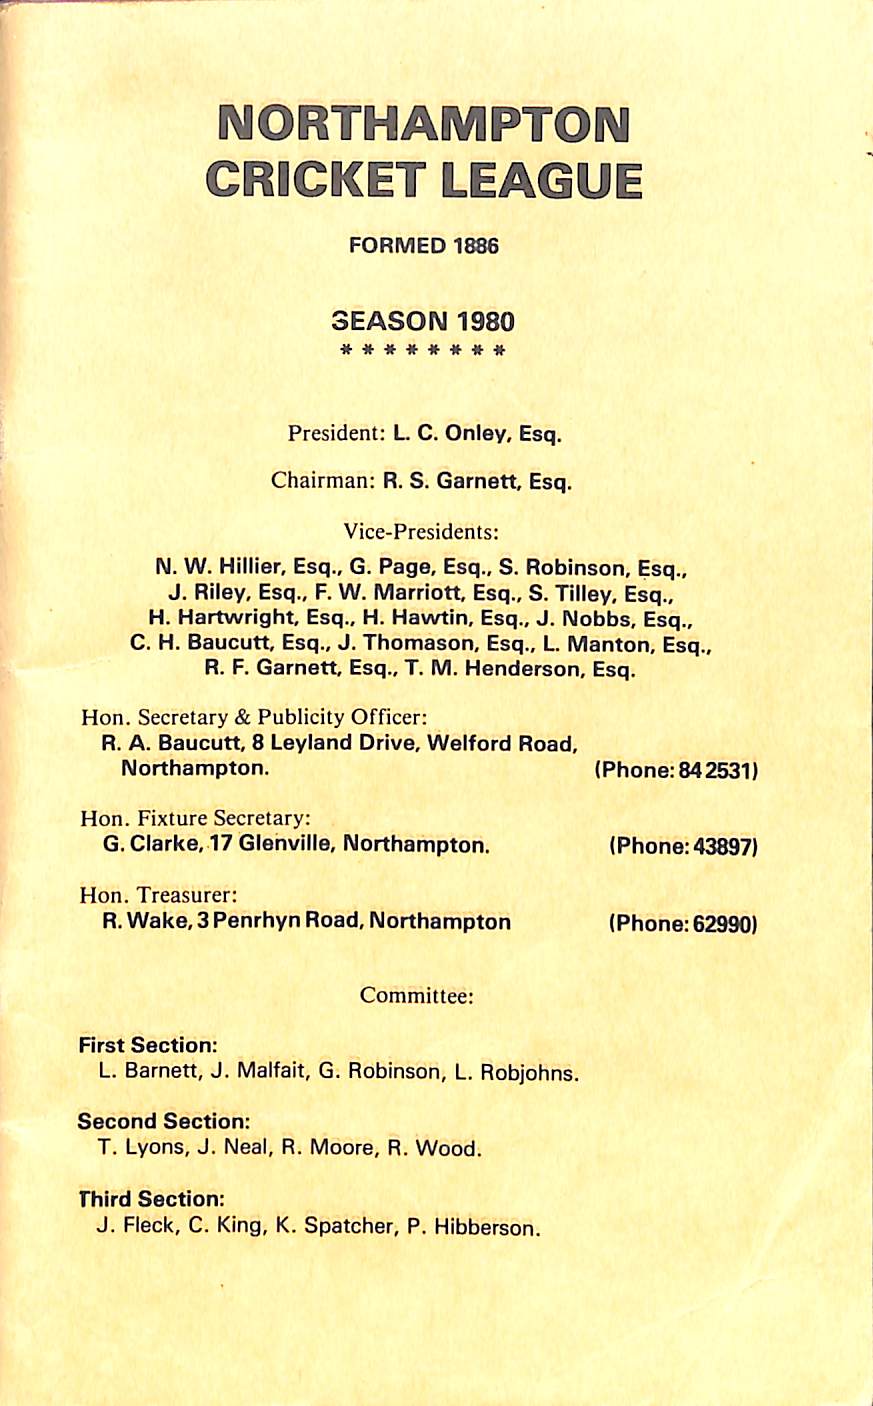 NORTHAMPTON
CRICKET LEAGUE
FORMED 1886
SEASON 1980
* * * * * * * *
President: L. C. Onley, Esq.
Chairman: R. S. Garnett, Esq.
Vice-Presidents:
N. W. Hillier, Esq., G. Page, Esq., S. Robinson, Esq.,
J. Riley, Esq., F. W. Marriott, Esq., S. Tilley, Esq.,
H. Hartwright, Esq., H. Hawtin, Esq., J. Nobbs, Esq.,
C. H. Baucutt, Esq., J. Thomason, Esq., L. Manton, Esq.,
R. F. Garnett, Esq., T. M. Henderson, Esq.
Hon. Secretary & Publicity Officer:
R. A. Baucutt, 8 Leyland Drive, Welford Road,
Northampton. (Phone: 842531)
Hon. Fixture Secretary:
G. Clarke, 17 Glenville, Northampton. (Phone: 43897)
Hon. Treasurer:
R. Wake, 3 Penrhyn Road, Northampton (Phone: 62990)
Committee:
First Section:
L. Barnett, J. Malfait, G. Robinson, L. Robjohns.
Second Section:
T. Lyons, J. Neal, R. Moore, R. Wood.
Third Section:
J. Fleck, C. King, K. Spatcher, P. Hibberson.